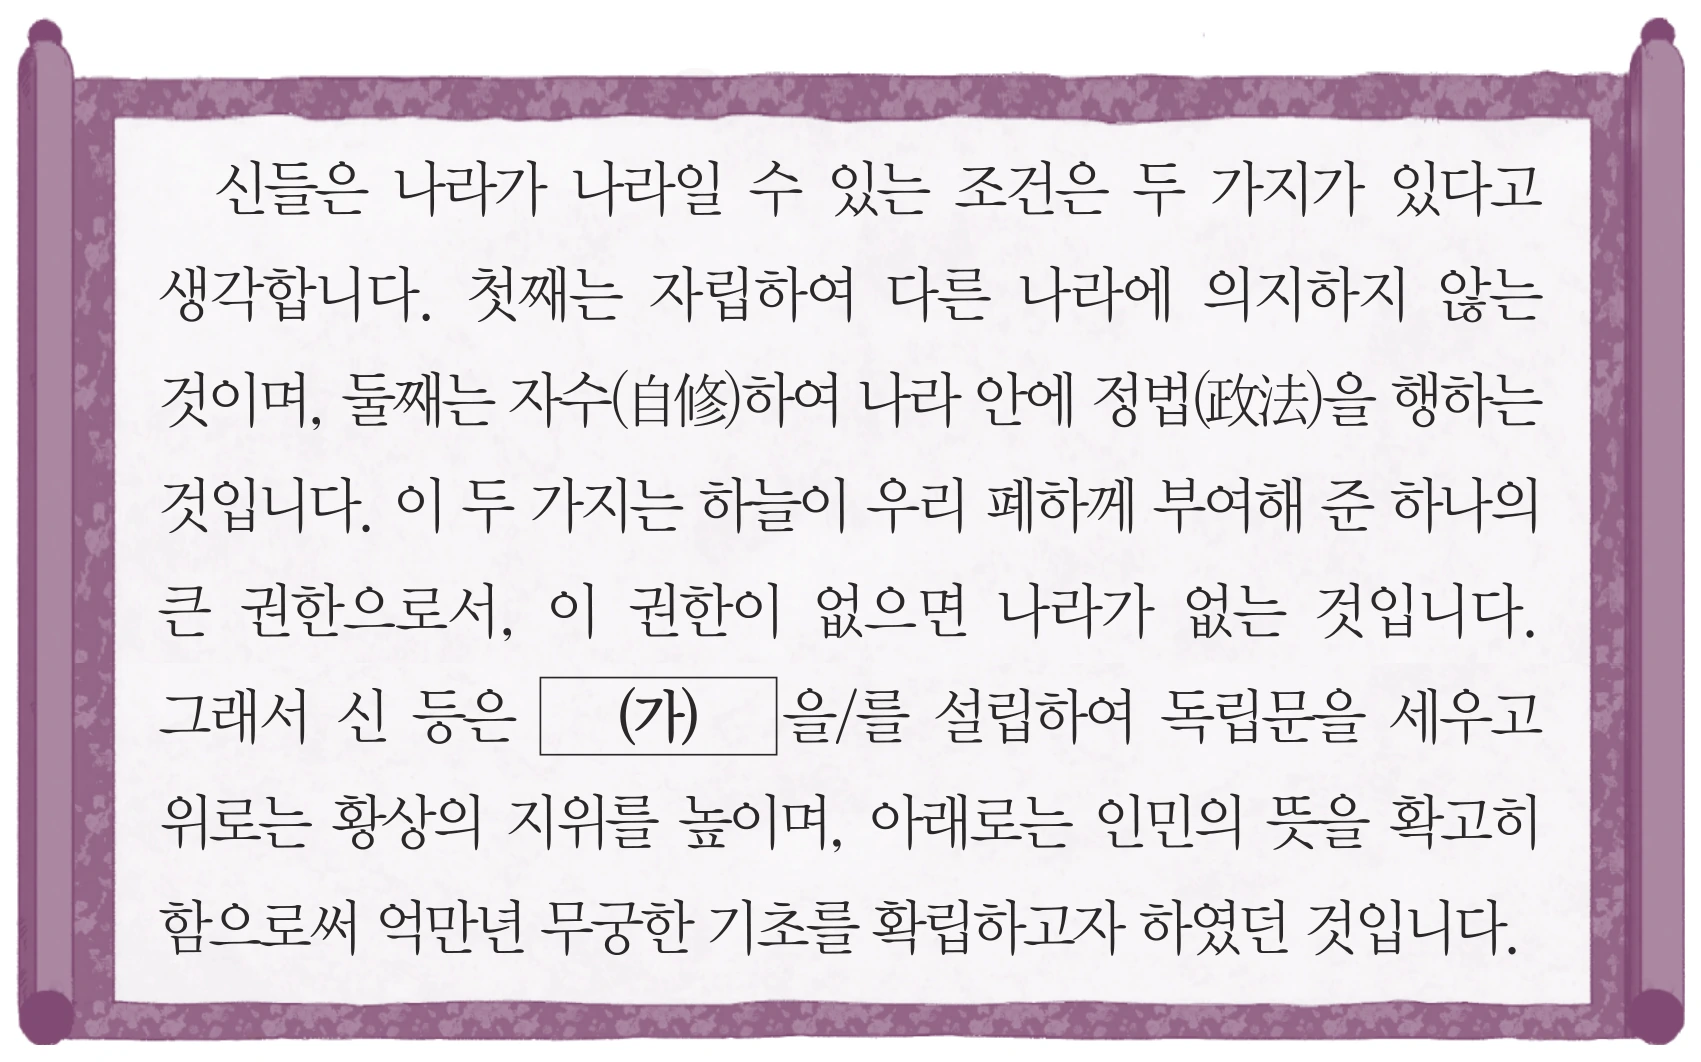 신들은 나라가 나라일 수 있는 조건은 두 가지가 있다고
생각합니다. 첫째는 자립하여 다른 나라에 의지하지 않는
것이며, 둘째는 자수(自修)하여 나라 안에 정법(政法)을 행하는
것입니다. 이 두 가지는 하늘이 우리 폐하께 부여해 준 하나의
큰 권한으로서, 이 권한이 없으면 나라가 없는 것입니다.
그래서 신 등은 (가) 을/를 설립하여 독립문을 세우고
위로는 황상의 지위를 높이며, 아래로는 인민의 뜻을 확고히
함으로써 억만년 무궁한 기초를 확립하고자 하였던 것입니다.